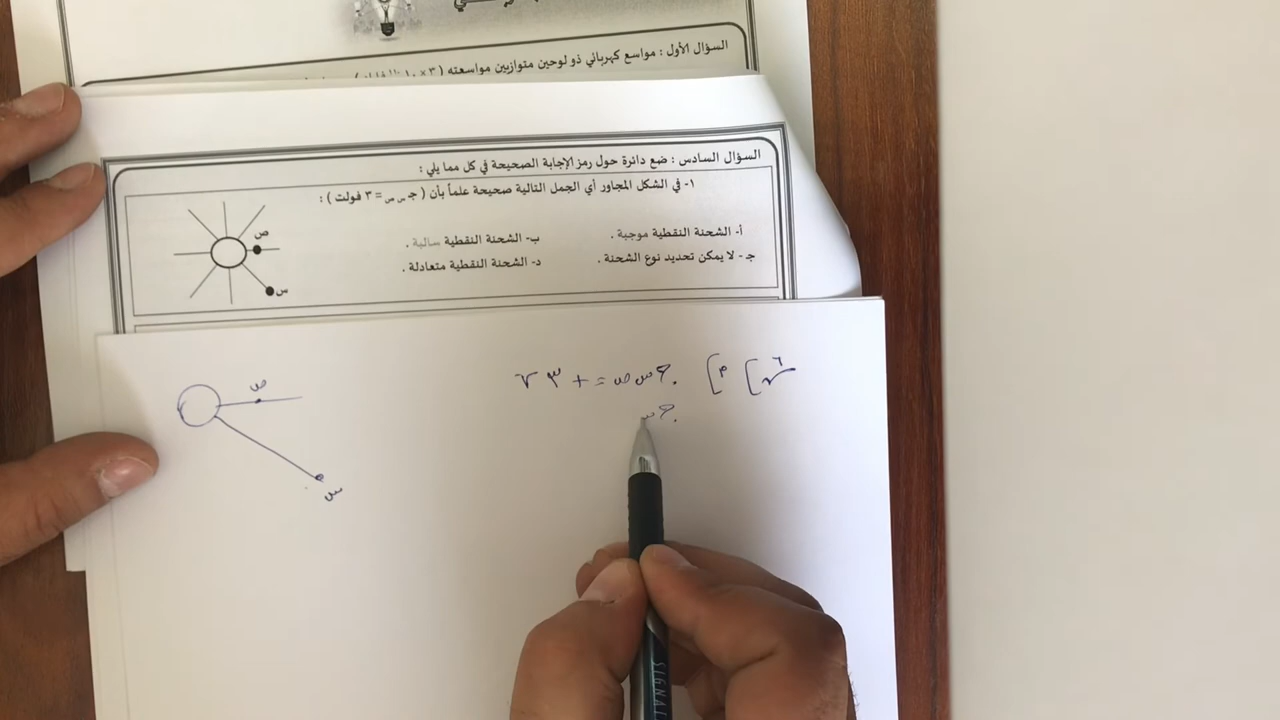 السؤال الأول : مواسع كهربائي ذو لوحين متوازيين مواسعته ( ٣ × ١٠
السؤال السادس : ضع دائرة حول رمز الإجابة الصحيحة في كل مما يلي :
١- في الشكل المجاور أي الجمل التالية صحيحة علماً بأن ( جـ س ص = ٣ فولت ) :
أ- الشحنة النقطية موجبة .
ب- الشحنة النقطية سالبة .
جـ- لا يمكن تحديد نوع الشحنة .
د- الشحنة النقطية متعادلة .
ص
س
جـ س ص = + ٣ V
جـ س
ص
س